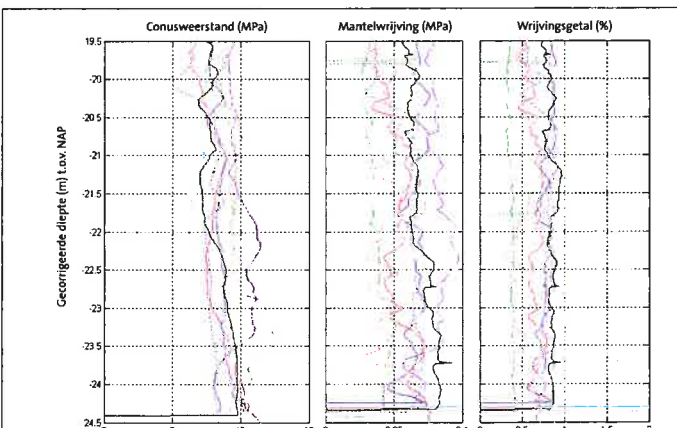 Conusweerstand (MPa)
Mantelwrijving (MPa)
Wrijvingsgetal (%)
Gecorrigeerde diepte (m) t.o.v. NAP
19.5
-20
-20.5
-21
-21.5
-22
-22.5
-23
-23.5
-24
24.5